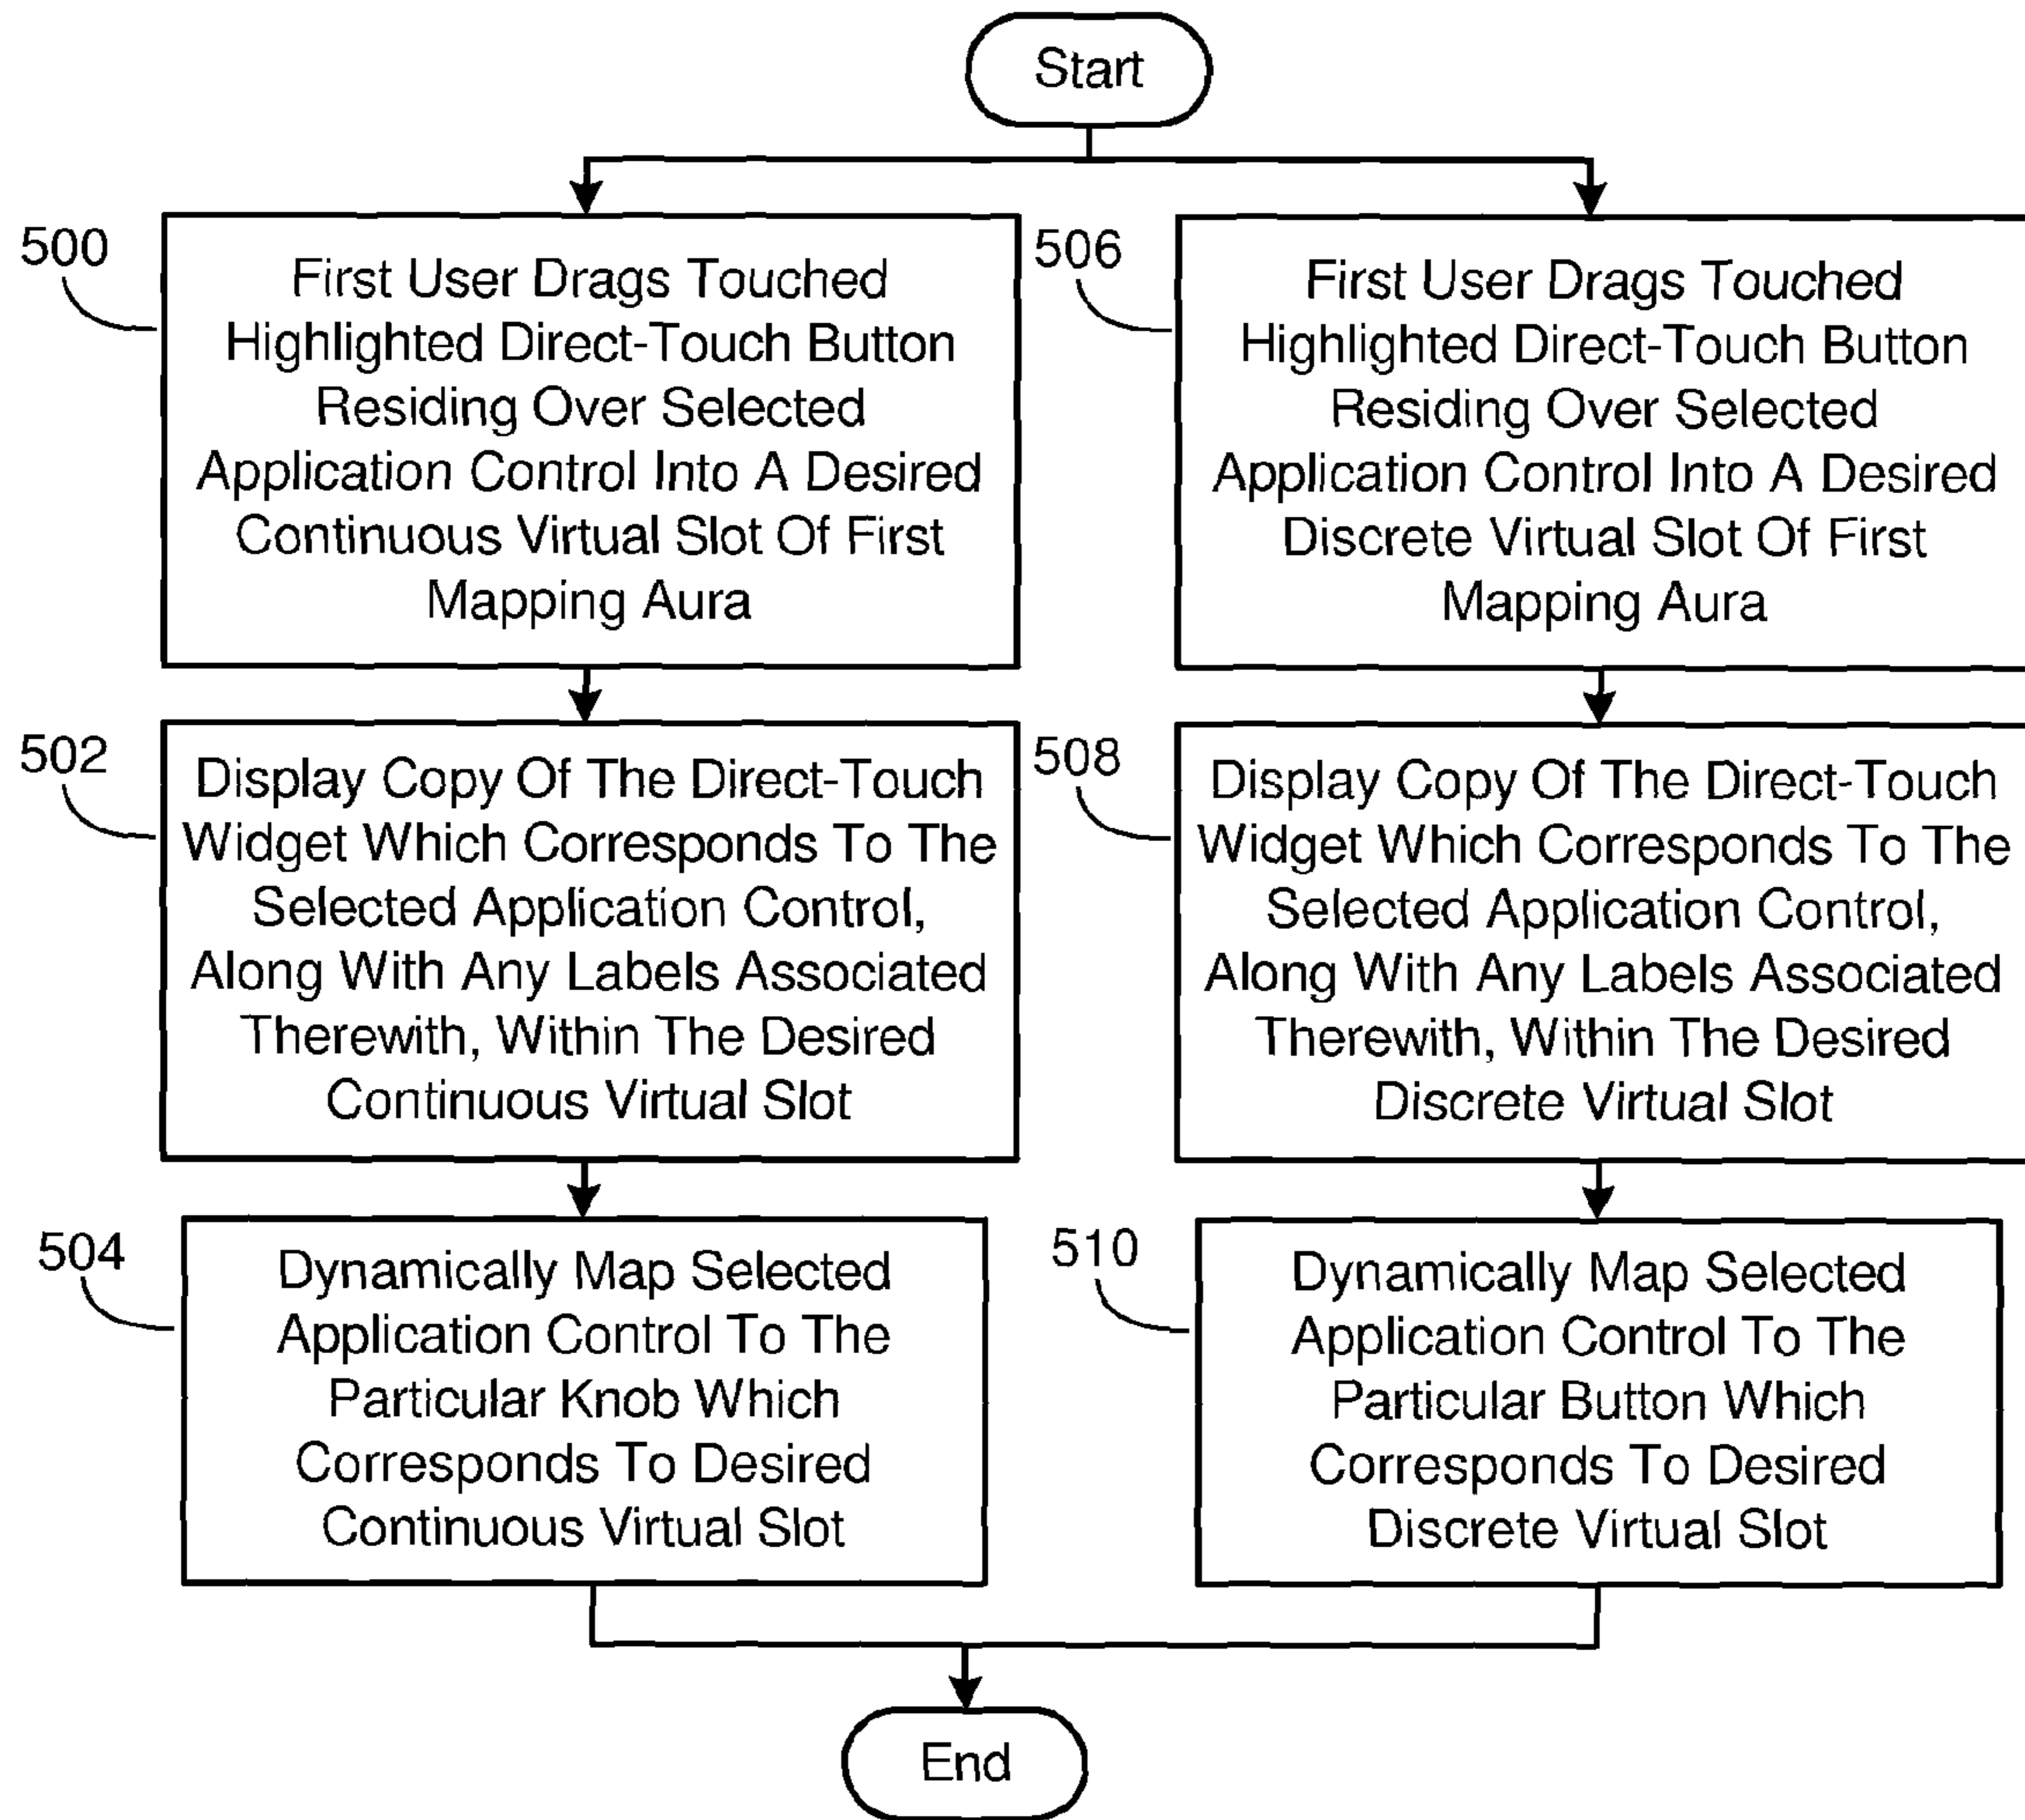 Start
500
First User Drags Touched
Highlighted Direct-Touch Button
Residing Over Selected
Application Control Into A Desired
Continuous Virtual Slot Of First
Mapping Aura
502
Display Copy Of The Direct-Touch
Widget Which Corresponds To The
Selected Application Control,
Along With Any Labels Associated
Therewith, Within The Desired
Continuous Virtual Slot
504
Dynamically Map Selected
Application Control To The
Particular Knob Which
Corresponds To Desired
Continuous Virtual Slot
506
First User Drags Touched
Highlighted Direct-Touch Button
Residing Over Selected
Application Control Into A Desired
Discrete Virtual Slot Of First
Mapping Aura
508
Display Copy Of The Direct-Touch
Widget Which Corresponds To The
Selected Application Control,
Along With Any Labels Associated
Therewith, Within The Desired
Discrete Virtual Slot
510
Dynamically Map Selected
Application Control To The
Particular Button Which
Corresponds To Desired
Discrete Virtual Slot
End